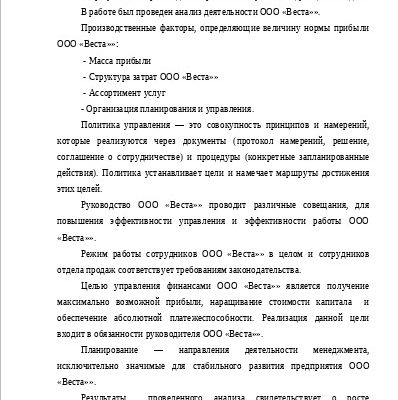 В работе был проведен анализ деятельности ООО «Веста»».
Производственные факторы, определяющие величину нормы прибыли
ООО «Веста»»:
- Масса прибыли
- Структура затрат ООО «Веста»»
- Ассортимент услуг
- Организация планирования и управления.
Политика управления — это совокупность принципов и намерений,
которые реализуются через документы (протокол намерений, решение,
соглашение о сотрудничестве) и процедуры (конкретные запланированные
действия). Политика устанавливает цели и намечает маршруты достижения
этих целей.
Руководство ООО «Веста»» проводит различные совещания, для
повышения эффективности управления и эффективности работы ООО
«Веста»».
Режим работы сотрудников ООО «Веста»» в целом и сотрудников
отдела продаж соответствует требованиям законодательства.
Целью управления финансами ООО «Веста»» является получение
максимально возможной прибыли, наращивание стоимости капитала и
обеспечение абсолютной платежеспособности. Реализация данной цели
входит в обязанности руководителя ООО «Веста»».
Планирование — направления деятельности менеджмента,
исключительно значимые для стабильного развития предприятия ООО
«Веста»».
Результаты проведенного анализа свидетельствует о росте